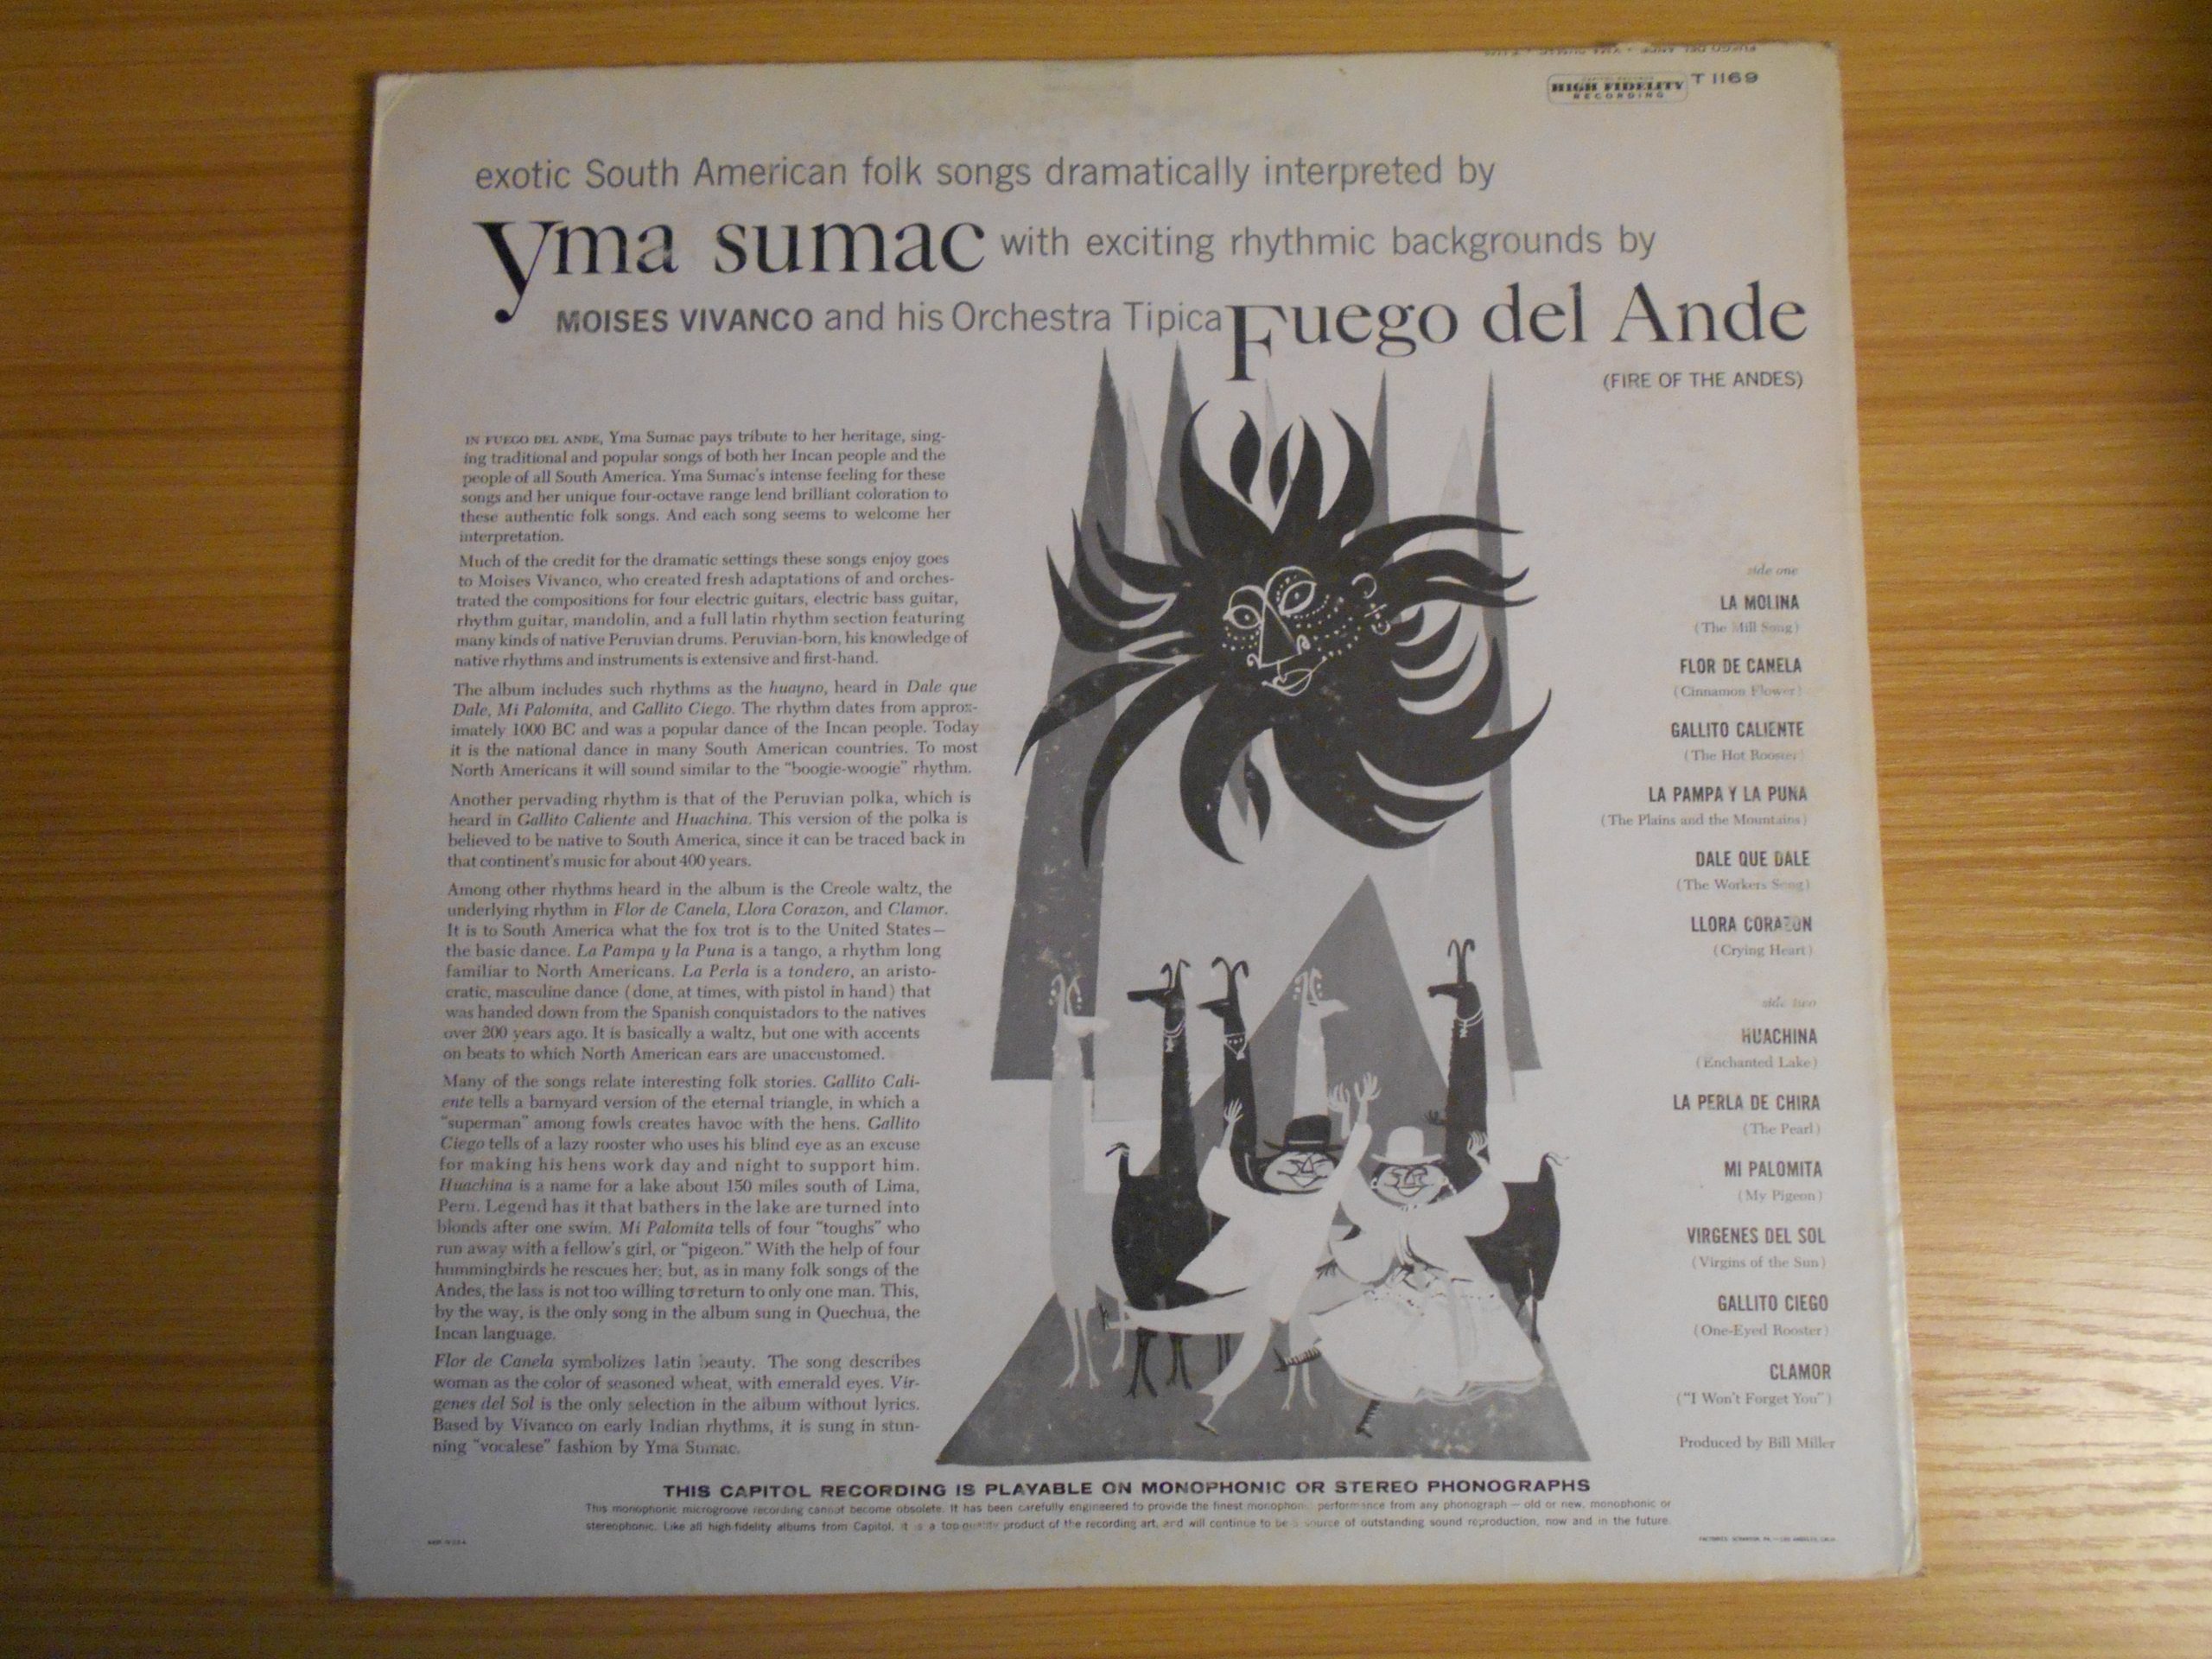 FUEGO DEL ANDE • YMA SUMAC • T 1169
HIGH FIDELITY
RECORDING
T 1169
exotic South American folk songs dramatically interpreted by
yma sumac with exciting rhythmic backgrounds by
MOISES VIVANCO and his Orchestra Tipica Fuego del Ande
(FIRE OF THE ANDES)
IN FUEGO DEL ANDE, Yma Sumac pays tribute to her heritage, sing-
ing traditional and popular songs of both her Incan people and the
people of all South America. Yma Sumac's intense feeling for these
songs and her unique four-octave range lend brilliant coloration to
these authentic folk songs. And each song seems to welcome her
interpretation.
Much of the credit for the dramatic settings these songs enjoy goes
to Moises Vivanco, who created fresh adaptations of and orches-
trated the compositions for four electric guitars, electric bass guitar,
rhythm guitar, mandolin, and a full latin rhythm section featuring
many kinds of native Peruvian drums. Peruvian-born, his knowledge of
native rhythms and instruments is extensive and first-hand.
The album includes such rhythms as the huayno, heard in Dale que
Dale, Mi Palomita, and Gallito Ciego. The rhythm dates from approx-
imately 1000 BC and was a popular dance of the Incan people. Today
it is the national dance in many South American countries. To most
North Americans it will sound similar to the "boogie-woogie" rhythm.
Another pervading rhythm is that of the Peruvian polka, which is
heard in Gallito Caliente and Huachina. This version of the polka is
believed to be native to South America, since it can be traced back in
that continent's music for about 400 years.
Among other rhythms heard in the album is the Creole waltz, the
underlying rhythm in Flor de Canela, Llora Corazon, and Clamor.
It is to South America what the fox trot is to the United States—
the basic dance. La Pampa y la Puna is a tango, a rhythm long
familiar to North Americans. La Perla is a tondero, an aristo-
cratic, masculine dance (done, at times, with pistol in hand) that
was handed down from the Spanish conquistadors to the natives
over 200 years ago. It is basically a waltz, but one with accents
on beats to which North American ears are unaccustomed.
Many of the songs relate interesting folk stories. Gallito Cali-
ente tells a barnyard version of the eternal triangle, in which a
"superman" among fowls creates havoc with the hens. Gallito
Ciego tells of a lazy rooster who uses his blind eye as an excuse
for making his hens work day and night to support him.
Huachina is a name for a lake about 150 miles south of Lima,
Peru. Legend has it that bathers in the lake are turned into
blonds after one swim. Mi Palomita tells of four "toughs" who
run away with a fellow's girl, or "pigeon." With the help of four
hummingbirds he rescues her; but, as in many folk songs of the
Andes, the lass is not too willing to return to only one man. This,
by the way, is the only song in the album sung in Quechua, the
Incan language.
Flor de Canela symbolizes latin beauty. The song describes
woman as the color of seasoned wheat, with emerald eyes. Vir-
genes del Sol is the only selection in the album without lyrics.
Based by Vivanco on early Indian rhythms, it is sung in stun-
ning "vocalese" fashion by Yma Sumac.
side one
LA MOLINA
(The Mill Song)
FLOR DE CANELA
(Cinnamon Flower)
GALLITO CALIENTE
(The Hot Rooster)
LA PAMPA Y LA PUNA
(The Plains and the Mountains)
DALE QUE DALE
(The Workers Song)
LLORA CORAZON
(Crying Heart)
side two
HUACHINA
(Enchanted Lake)
LA PERLA DE CHIRA
(The Pearl)
MI PALOMITA
(My Pigeon)
VIRGENES DEL SOL
(Virgins of the Sun)
GALLITO CIEGO
(One-Eyed Rooster)
CLAMOR
("I Won't Forget You")
Produced by Bill Miller
THIS CAPITOL RECORDING IS PLAYABLE ON MONOPHONIC OR STEREO PHONOGRAPHS
This monophonic microgroove recording cannot become obsolete. It has been carefully engineered to provide the finest monophonic performance from any phonograph — old or new, monophonic or
stereophonic. Like all high-fidelity albums from Capitol, it is a top-quality product of the recording art, and will continue to be a source of outstanding sound reproduction, now and in the future.